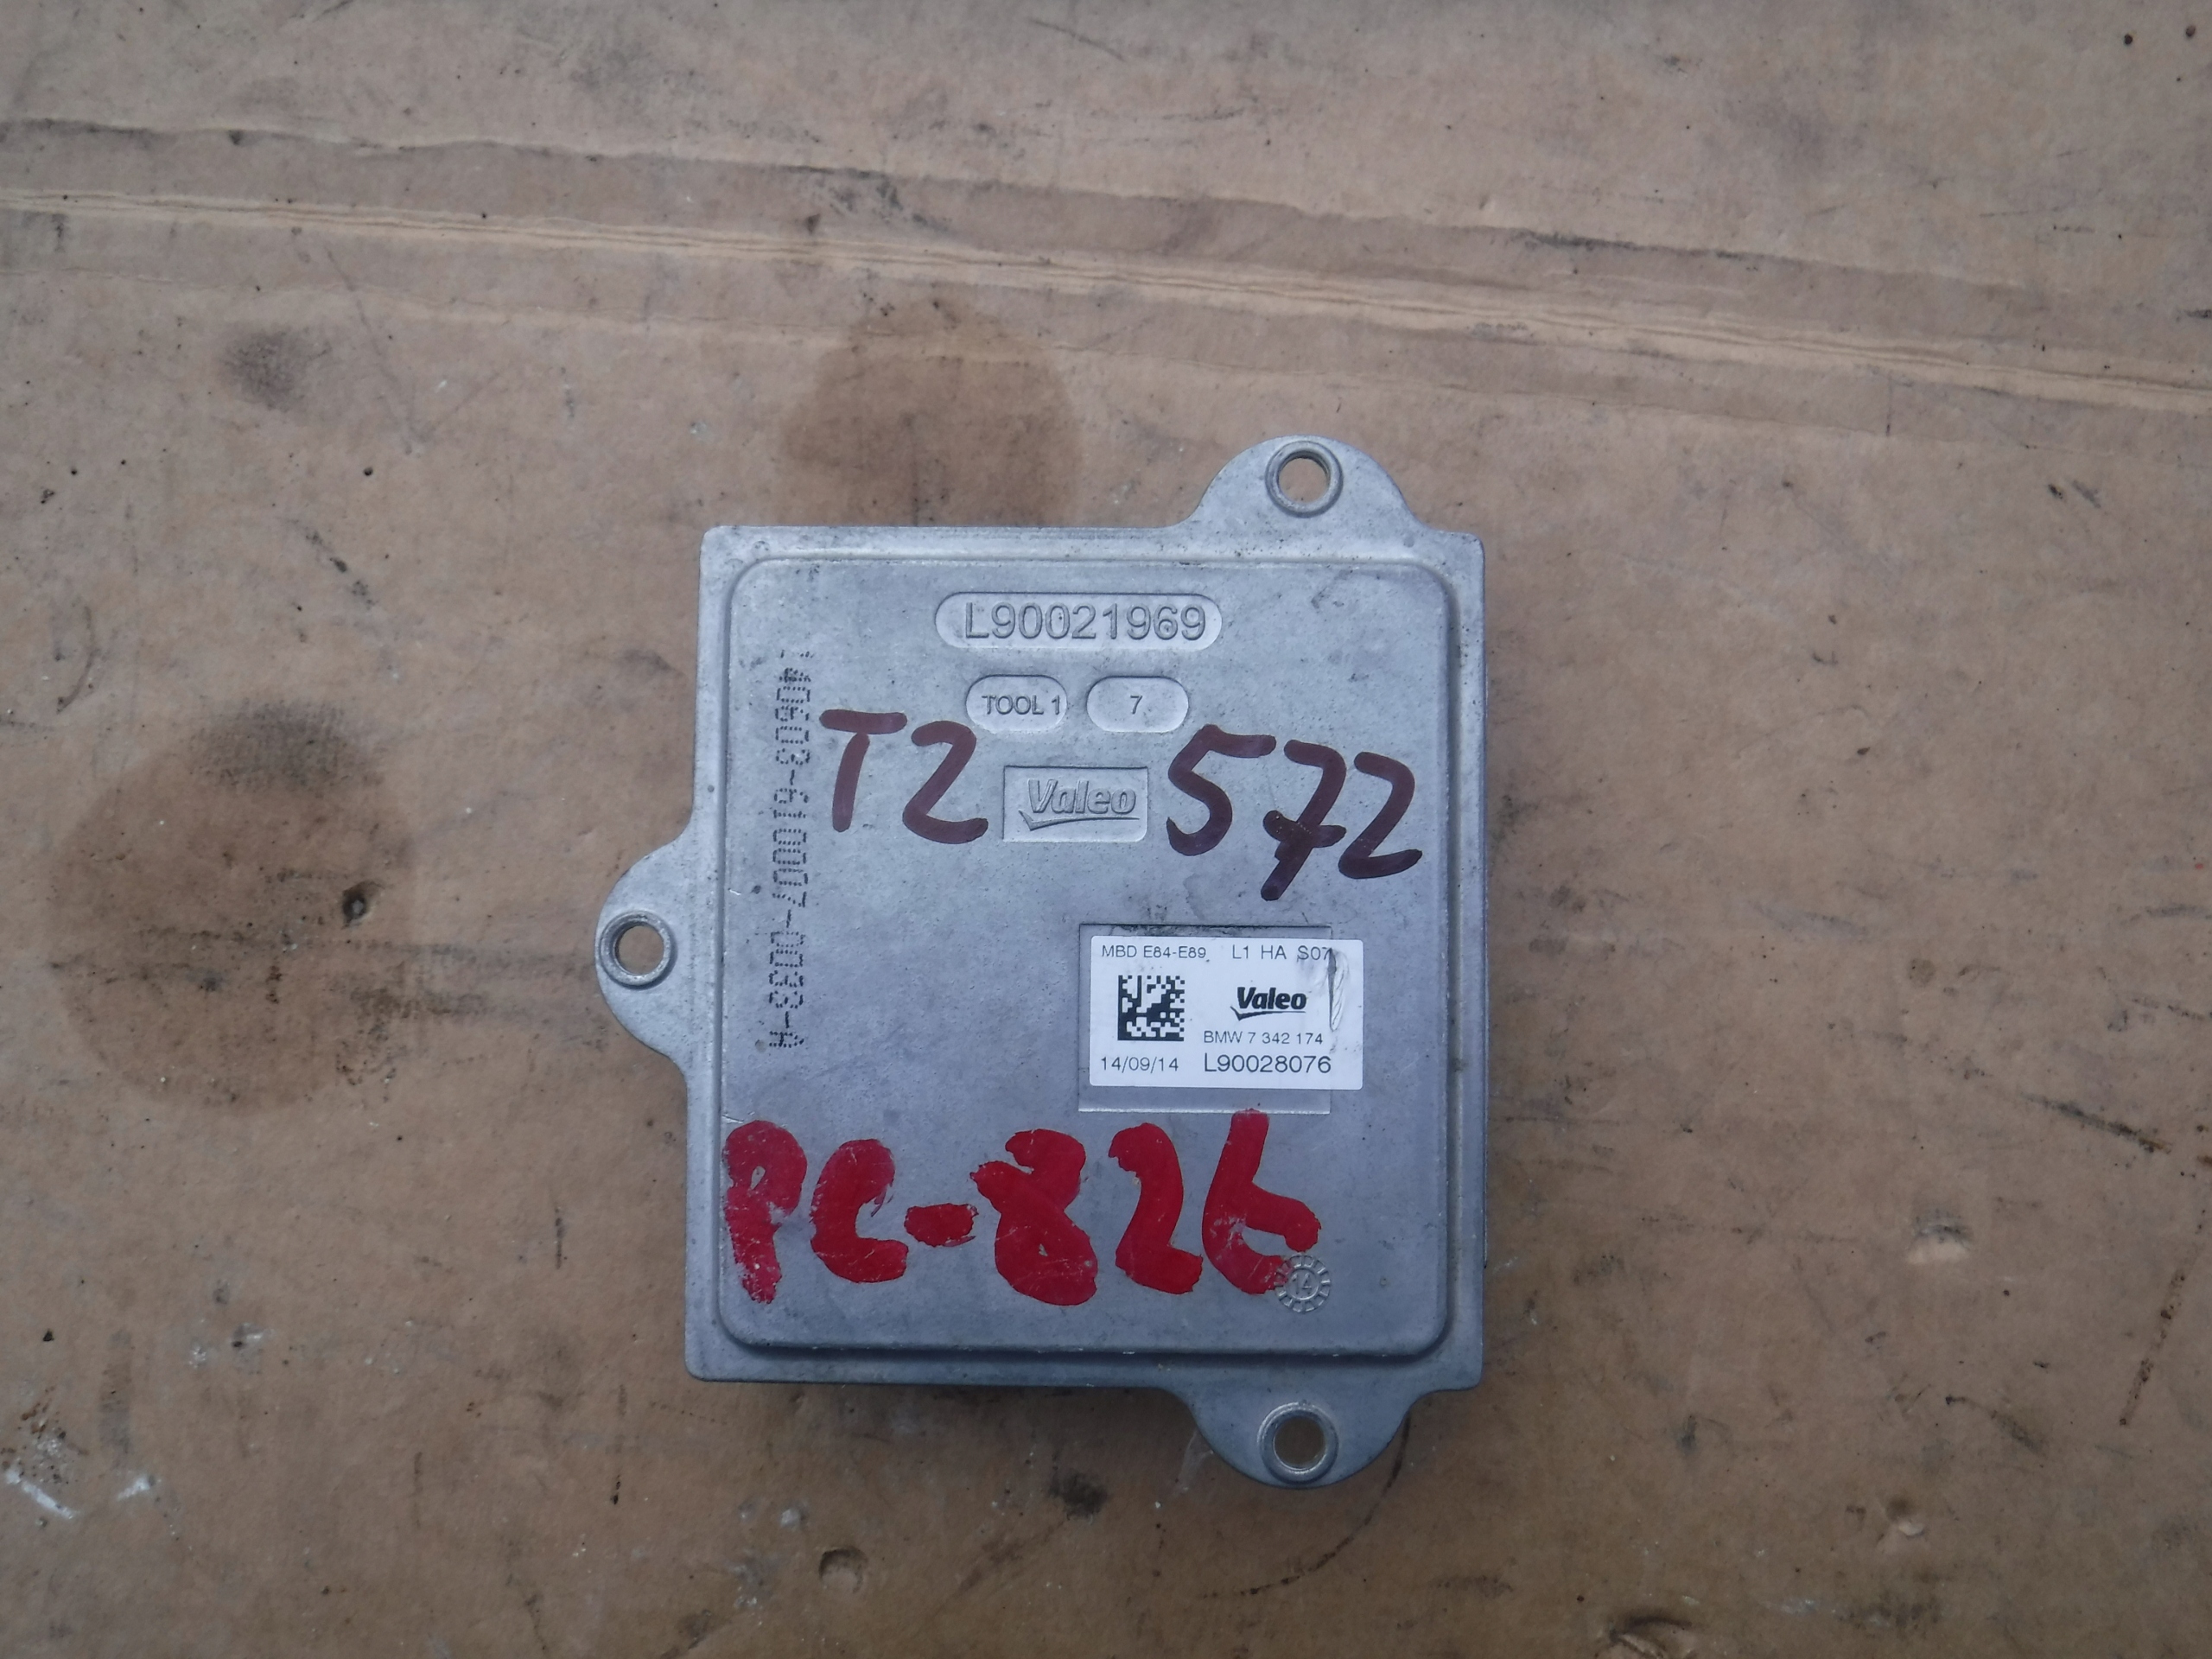 L90021969
TOOL 1 7
T2 Valeo 572
MBD E84-E89 L1 HA S07
Valeo
BMW 7 342 174
14/09/14 L90028076
PC-826
14